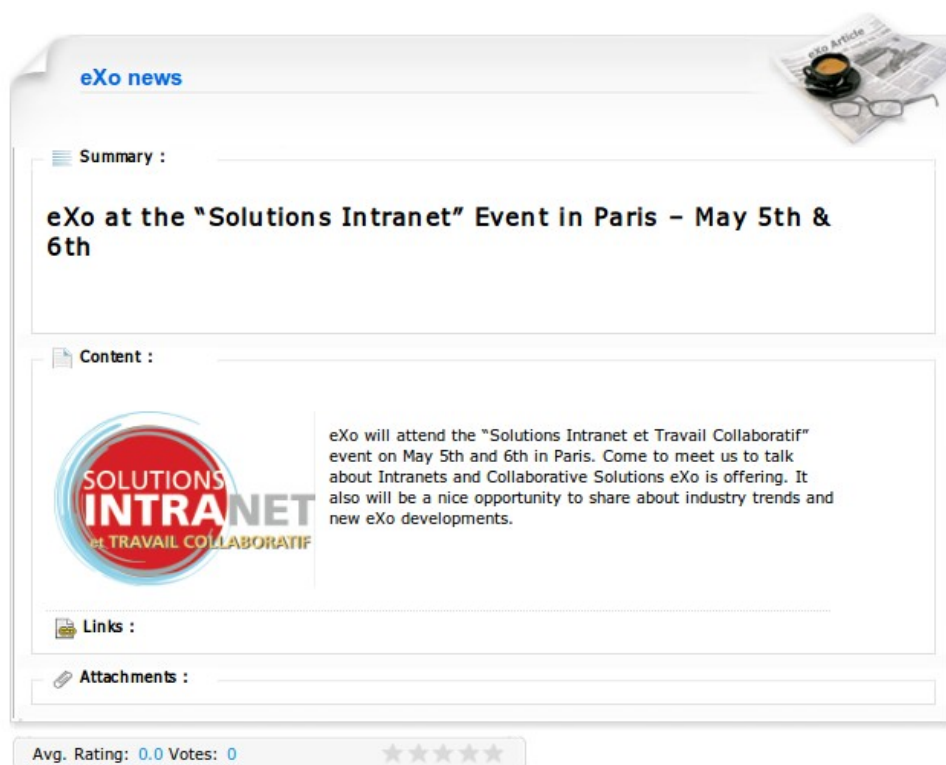 eXo Article
eXo news
Summary :
eXo at the “Solutions Intranet” Event in Paris – May 5th &
6th
Content :
SOLUTIONS
INTRANET
et TRAVAIL COLLABORATIF
eXo will attend the “Solutions Intranet et Travail Collaboratif”
event on May 5th and 6th in Paris. Come to meet us to talk
about Intranets and Collaborative Solutions eXo is offering. It
also will be a nice opportunity to share about industry trends and
new eXo developments.
Links :
Attachments :
Avg. Rating: 0.0 Votes: 0